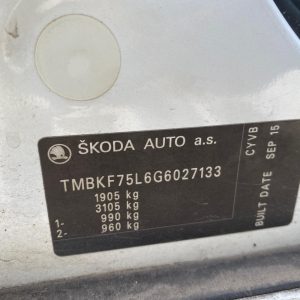 ŠKODA AUTO a.s.
TMBKF75L6G6027133
1905 kg
3105 kg
1- 990 kg
2- 960 kg
CYVB
BUILT DATE SEP 15